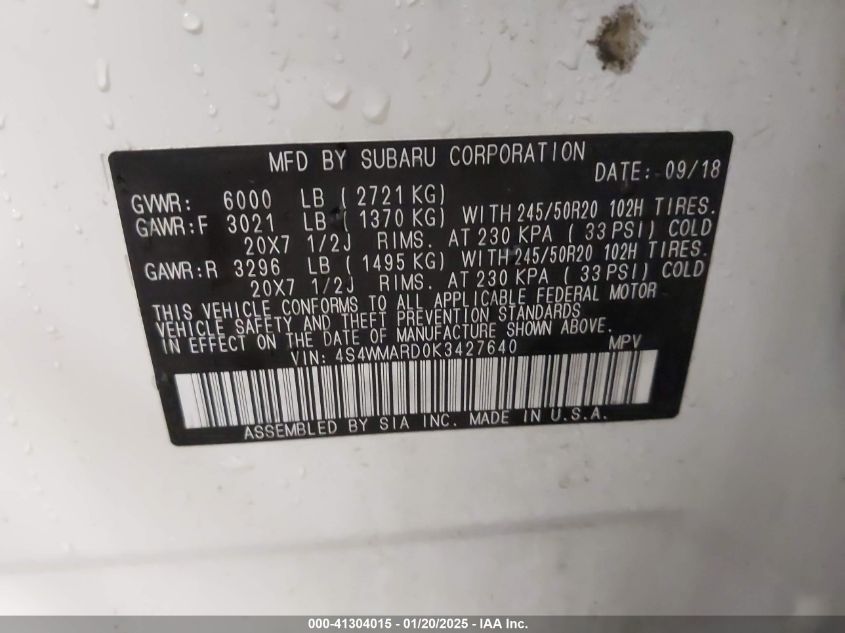 MFD BY SUBARU CORPORATION DATE: 09/18
GVWR: 6000 LB (2721 KG)
GAWR:F 3021 LB (1370 KG) WITH 245/50R20 102H TIRES.
20X7 1/2J RIMS. AT 230 KPA (33 PSI) COLD
GAWR:R 3296 LB (1495 KG) WITH 245/50R20 102H TIRES.
20X7 1/2J RIMS. AT 230 KPA (33 PSI) COLD
THIS VEHICLE CONFORMS TO ALL APPLICABLE FEDERAL MOTOR
VEHICLE SAFETY AND THEFT PREVENTION STANDARDS
IN EFFECT ON THE DATE OF MANUFACTURE SHOWN ABOVE.
VIN: 4S4WMARD0K3427640 MPV
ASSEMBLED BY SIA INC. MADE IN U.S.A.
000-41304015 - 01/20/2025 - IAA Inc.